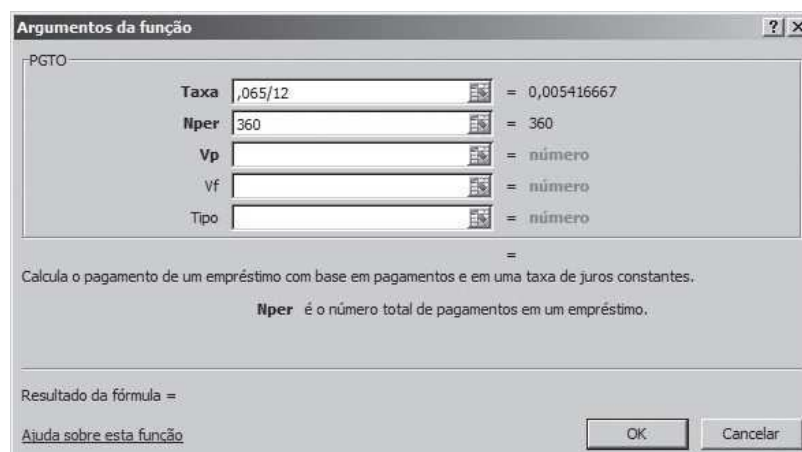 Argumentos da função
PGTO
Taxa ,065/12 = 0,005416667
Nper 360 = 360
Vp = número
Vf = número
Tipo = número
=
Calcula o pagamento de um empréstimo com base em pagamentos e em uma taxa de juros constantes.
Nper é o número total de pagamentos em um empréstimo.
Resultado da fórmula =
Ajuda sobre esta função OK Cancelar